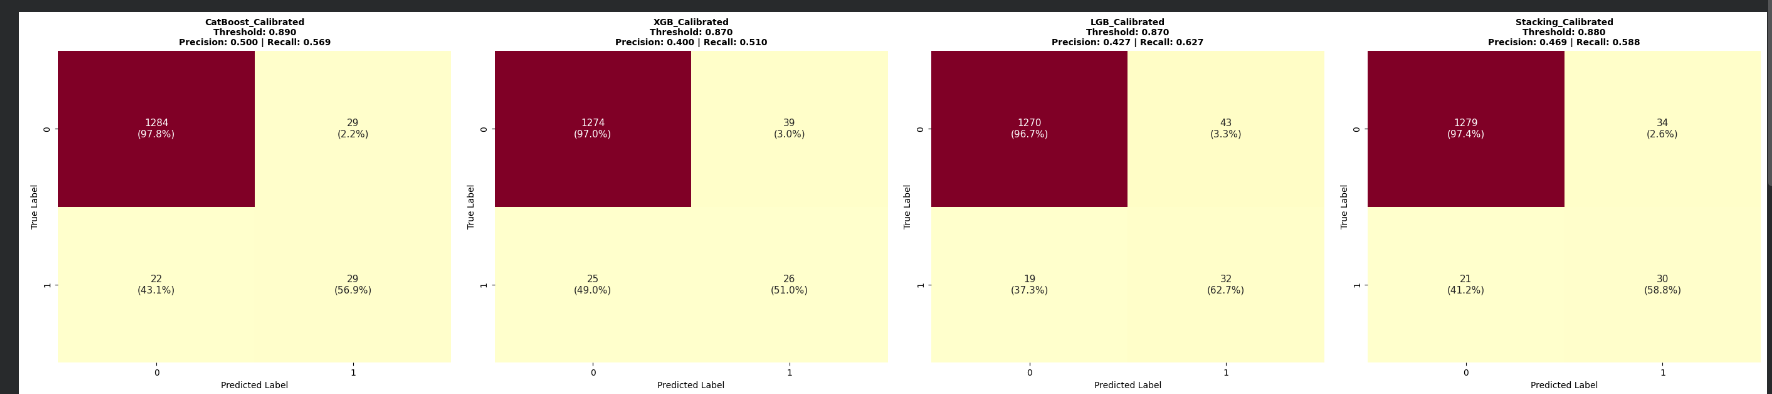 CatBoost_Calibrated
Threshold: 0.890
Precision: 0.500 | Recall: 0.569
True Label
0
1
1284
(97.8%)
29
(2.2%)
22
(43.1%)
29
(56.9%)
0
1
Predicted Label
XGB_Calibrated
Threshold: 0.870
Precision: 0.400 | Recall: 0.510
0
1
1274
(97.0%)
39
(3.0%)
25
(49.0%)
26
(51.0%)
0
1
Predicted Label
True Label
LGB_Calibrated
Threshold: 0.870
Precision: 0.427 | Recall: 0.627
True Label
0
1
1270
(96.7%)
43
(3.3%)
19
(37.3%)
32
(62.7%)
0
1
Predicted Label
Stacking_Calibrated
Threshold: 0.880
Precision: 0.469 | Recall: 0.588
True Label
0
1
1279
(97.4%)
34
(2.6%)
21
(41.2%)
30
(58.8%)
0
1
Predicted Label